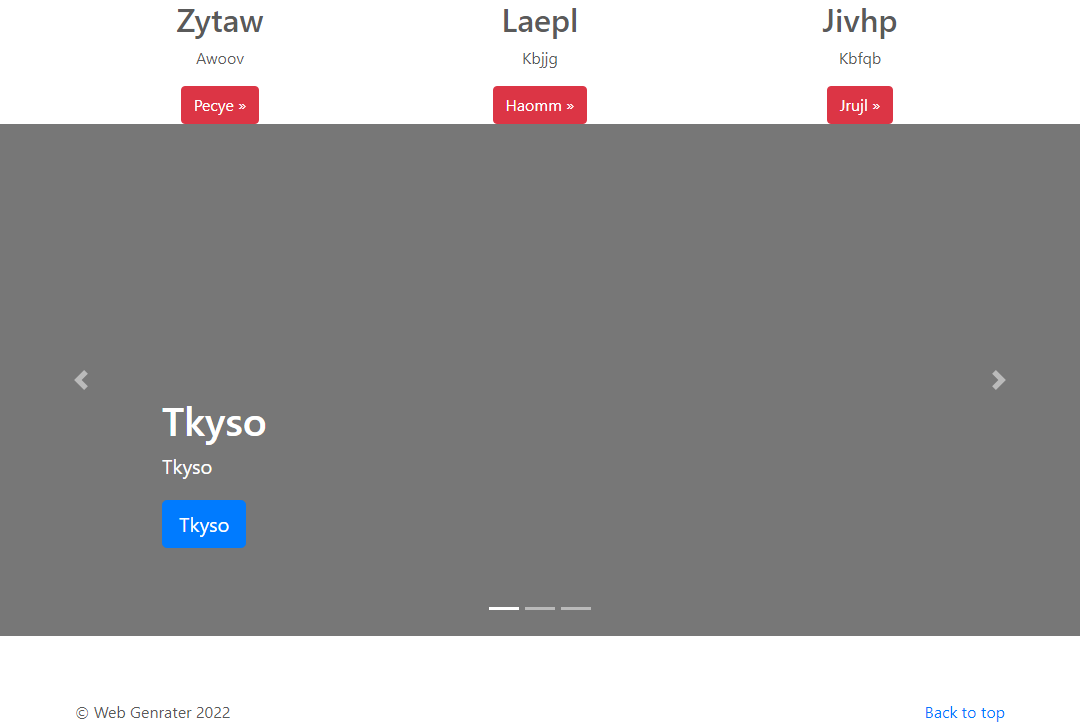 Zytaw
Awoov
Pecye »
Laepl
Kbjjg
Haomm »
Jivhp
Kbfqb
Jrujl »
Tkyso
Tkyso
Tkyso
© Web Genrater 2022
Back to top